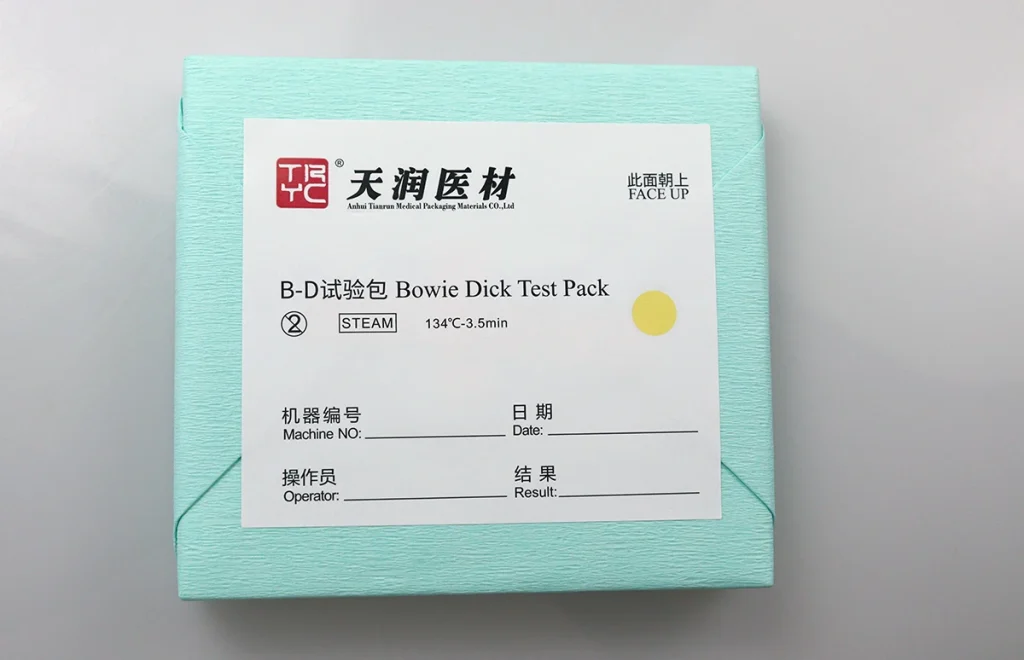 TRYC®
天润医材
Anhui Tianrun Medical Packaging Materials CO.,Ltd
此面朝上
FACE UP
B-D试验包 Bowie Dick Test Pack
2 STEAM 134℃-3.5min
机器编号
Machine NO:
日期
Date:
操作员
Operator:
结果
Result: